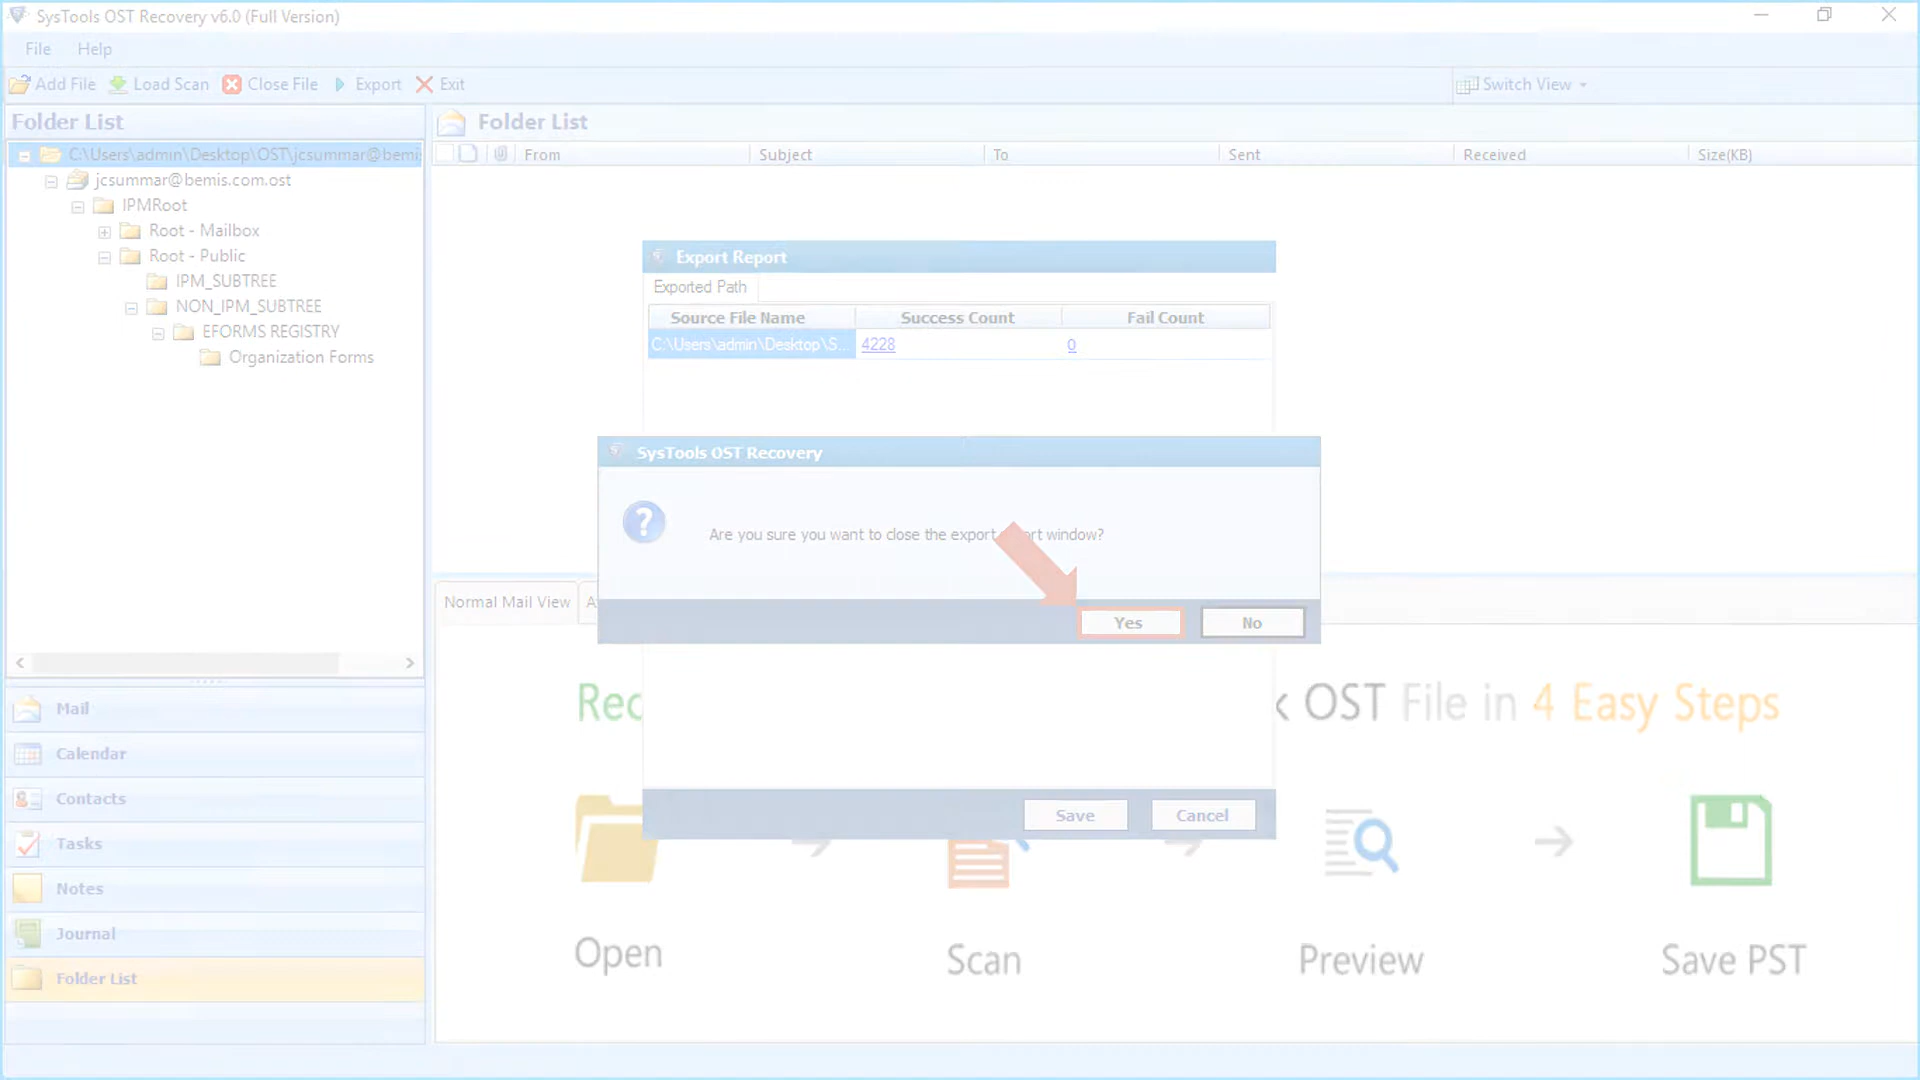 SysTools OST Recovery v6.0 (Full Version)
File Help
Add File Load Scan Close File Export Exit Switch View
Folder List
C:\Users\admin\Desktop\OST\jcsummar@bemis
jcsummar@bemis.com.ost
IPMRoot
Root - Mailbox
Root - Public
IPM_SUBTREE
NON_IPM_SUBTREE
EFORMS REGISTRY
Organization Forms
Mail
Calendar
Contacts
Tasks
Notes
Journal
Folder List
Folder List
From Subject To Sent Received Size(KB)
Export Report
Exported Path
Source File Name Success Count Fail Count
C:\Users\admin\Desktop\S... 4228 0
SysTools OST Recovery
Are you sure you want to close the export window?
Yes No
Normal Mail View
Save Cancel
OST File in 4 Easy Steps
Open Scan Preview Save PST